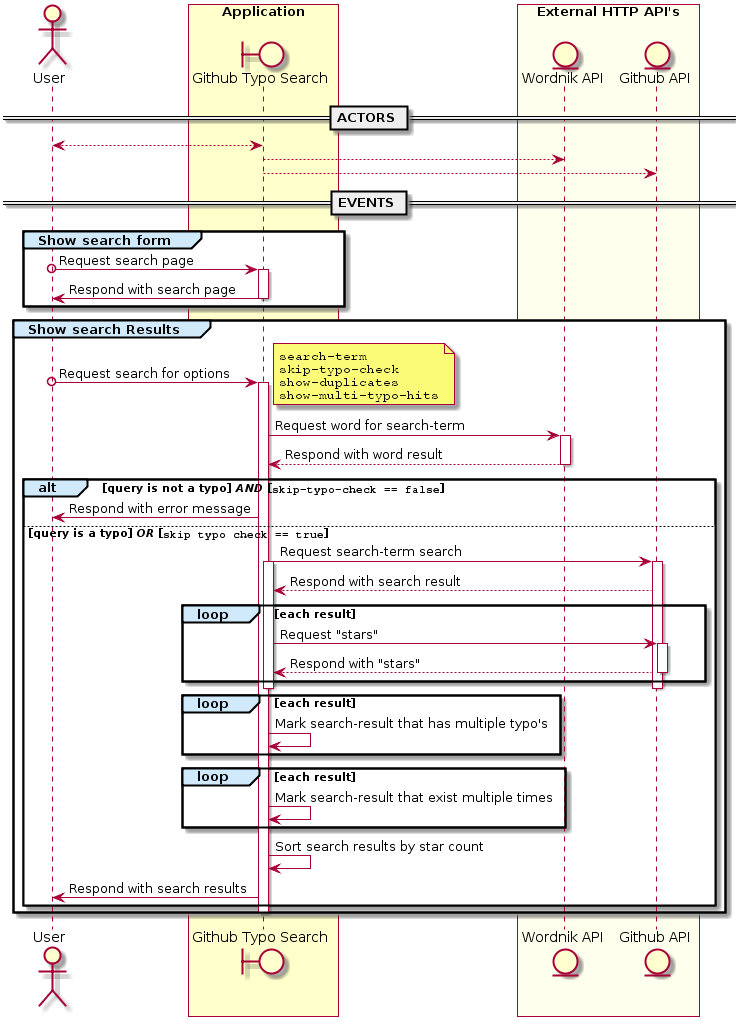 Application
External HTTP API's
User
Github Typo Search
Wordnik API
Github API
ACTORS
EVENTS
Show search form
Request search page
Respond with search page
Show search Results
search-term
skip-typo-check
show-duplicates
show-multi-typo-hits
Request search for options
Request word for search-term
Respond with word result
alt
[query is not a typo] AND [skip-typo-check == false]
Respond with error message
[query is a typo] OR [skip typo check == true]
Request search-term search
Respond with search result
loop
[each result]
Request "stars"
Respond with "stars"
loop
[each result]
Mark search-result that has multiple typo's
loop
[each result]
Mark search-result that exist multiple times
Sort search results by star count
Respond with search results
User
Github Typo Search
Wordnik API
Github API